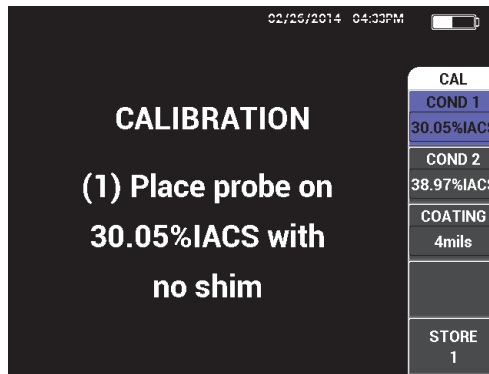 02/26/2014 04:33PM
CALIBRATION
(1) Place probe on
30.05%IACS with
no shim
CAL
COND 1
30.05%IACS
COND 2
38.97%IACS
COATING
4mils
STORE
1